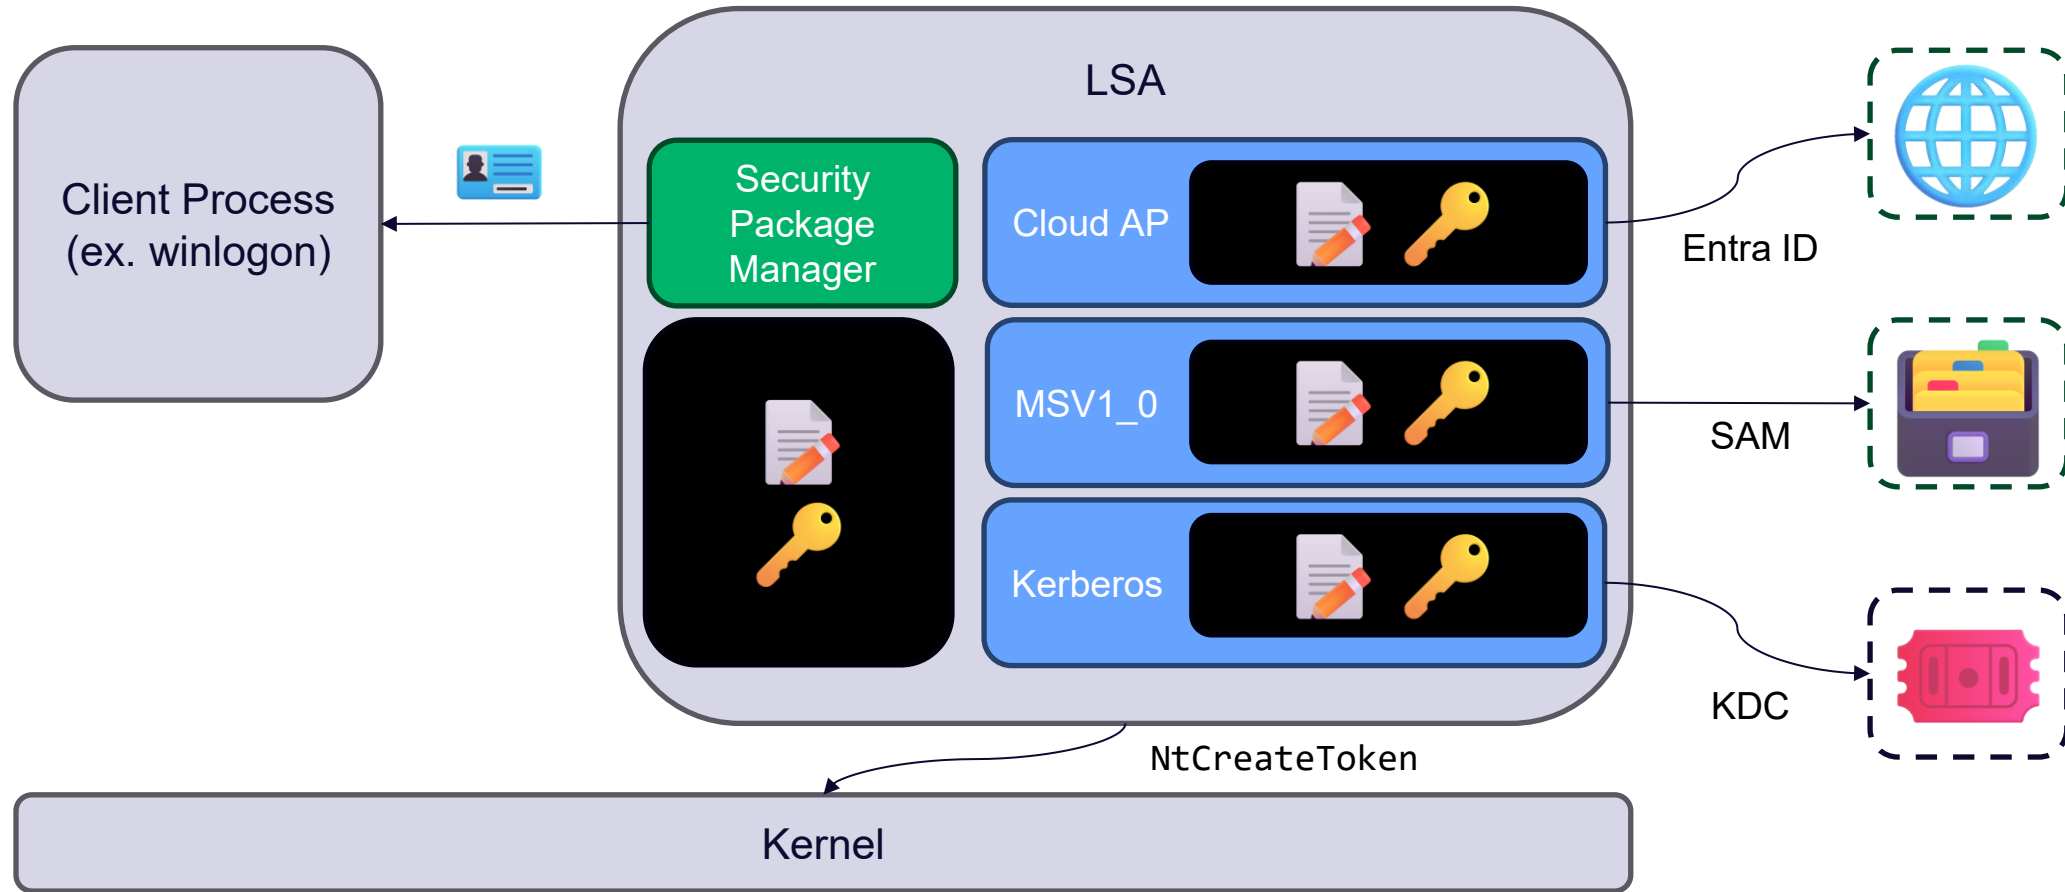 LSA
Client Process
(ex. winlogon)
Security
Package
Manager
Cloud AP
Entra ID
MSV1_0
SAM
Kerberos
KDC
NtCreateToken
Kernel